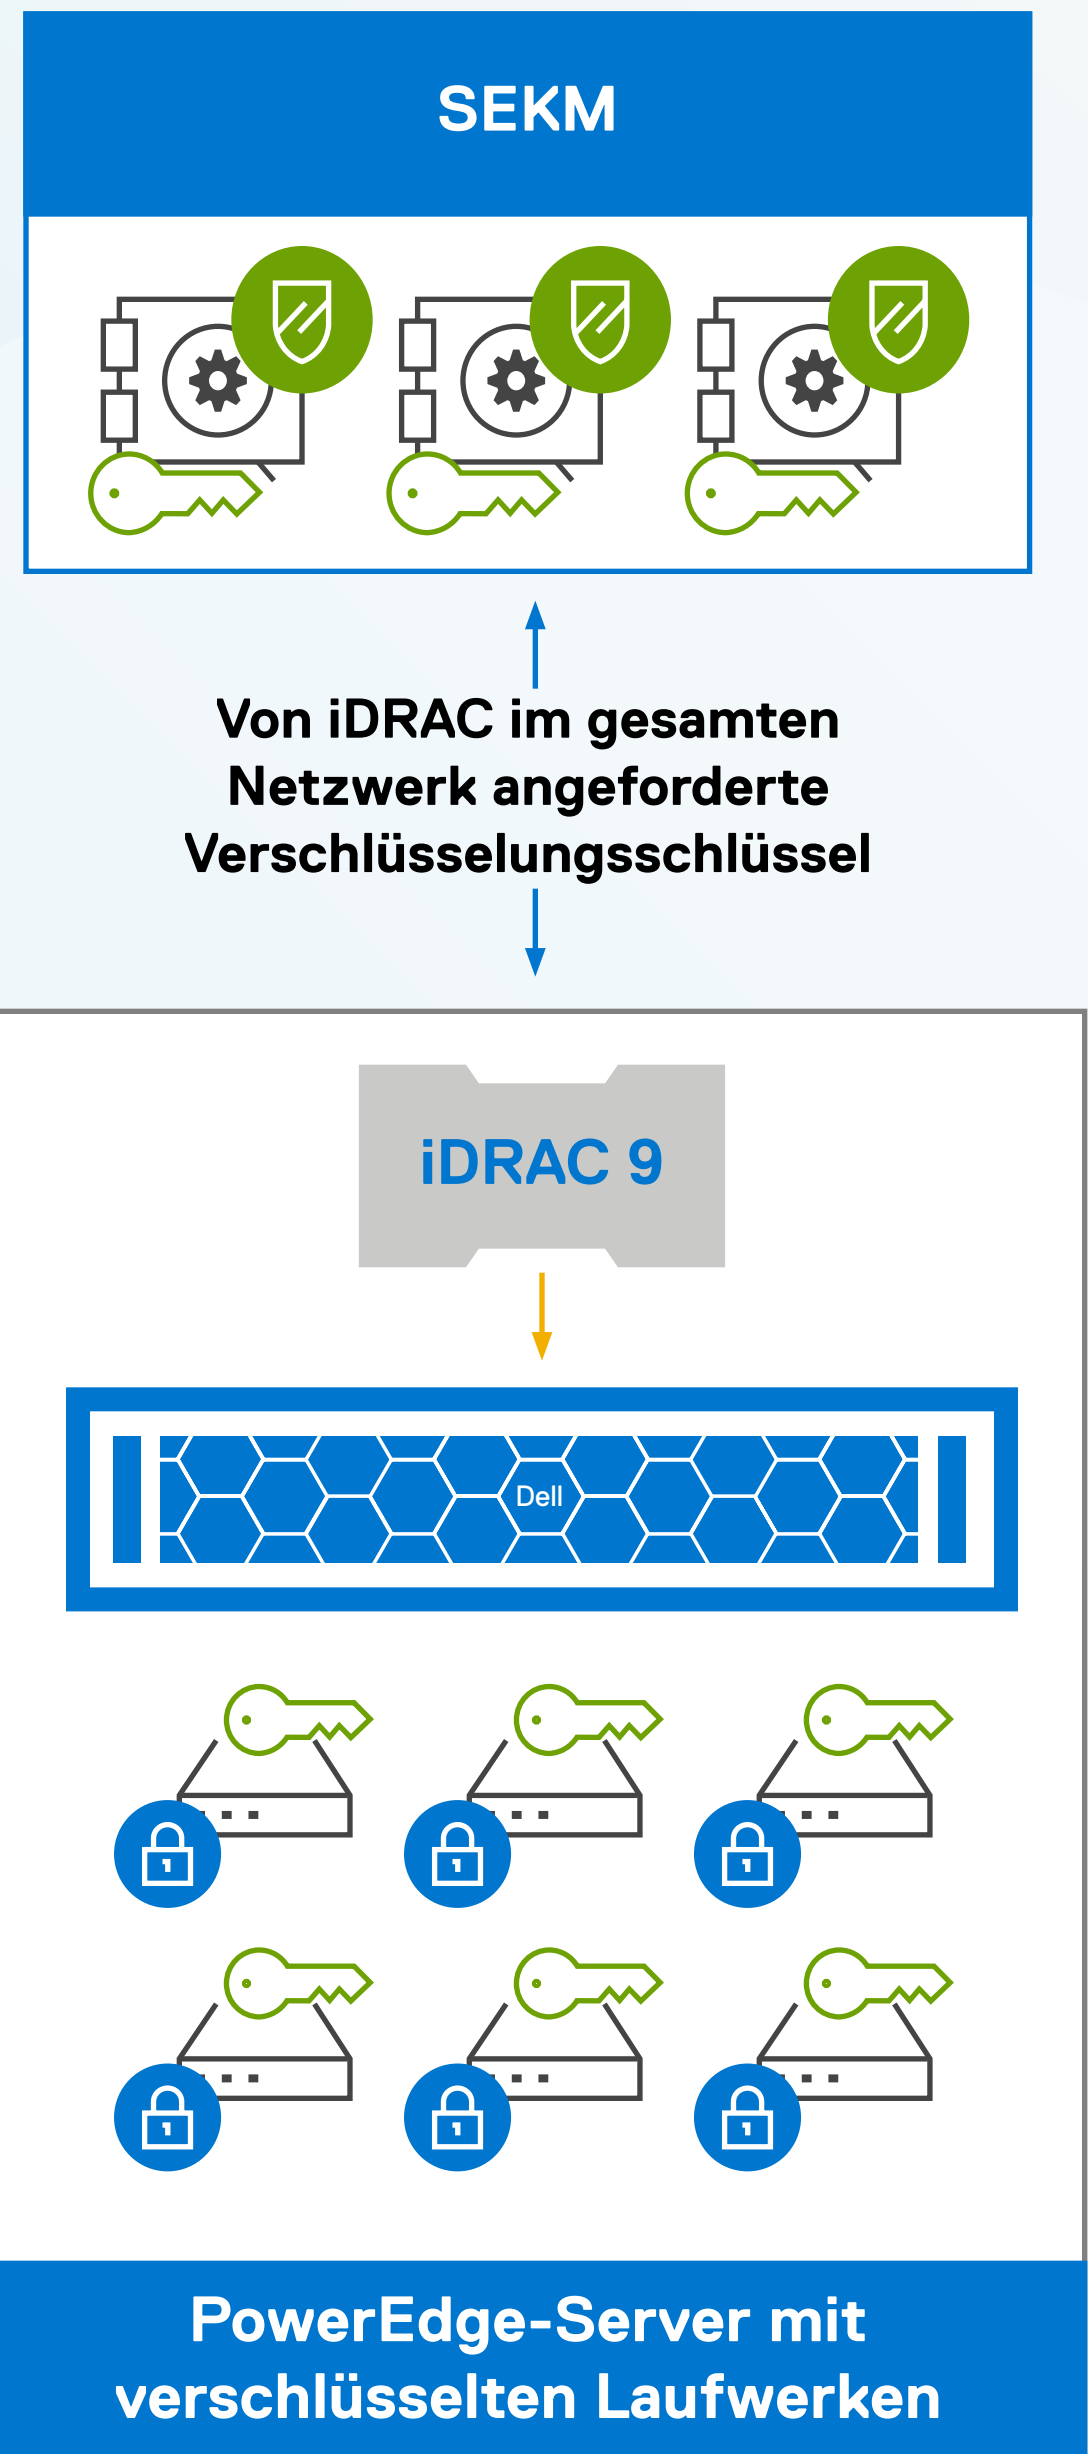 SEKM
Von iDRAC im gesamten
Netzwerk angeforderte
Verschlüsselungsschlüssel
iDRAC 9
Dell
PowerEdge-Server mit
verschlüsselten Laufwerken